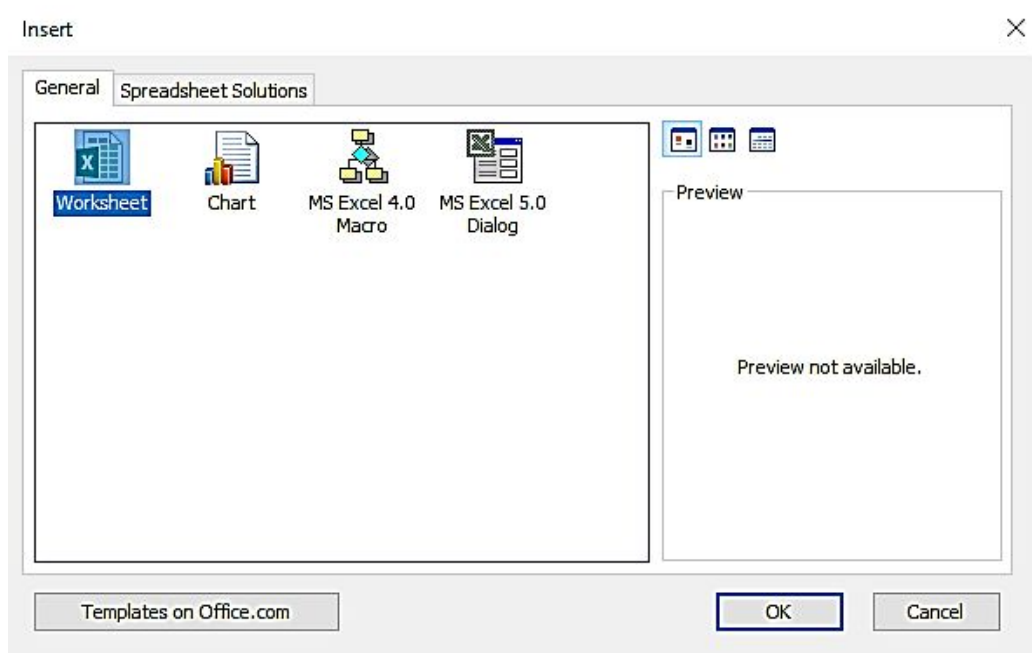 Insert
General
Spreadsheet Solutions
Worksheet
Chart
MS Excel 4.0
Macro
MS Excel 5.0
Dialog
Preview
Preview not available.
Templates on Office.com
OK
Cancel